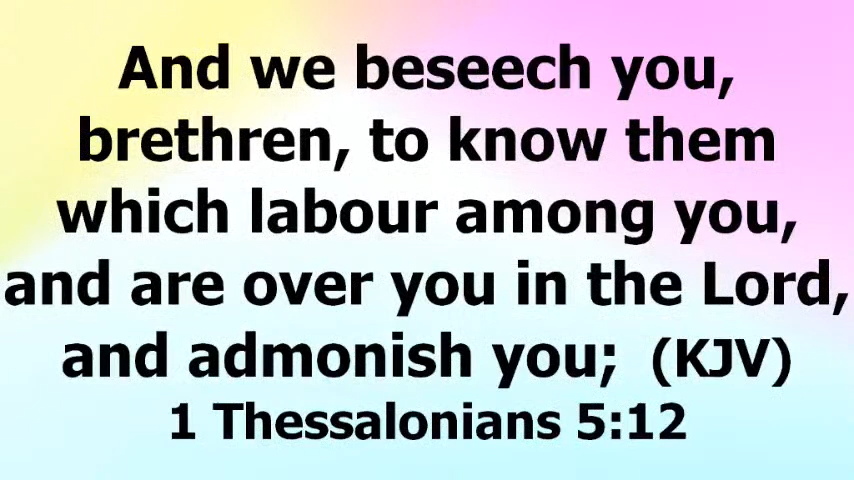 And we beseech you,
brethren, to know them
which labour among you,
and are over you in the Lord,
and admonish you; (KJV)
1 Thessalonians 5:12